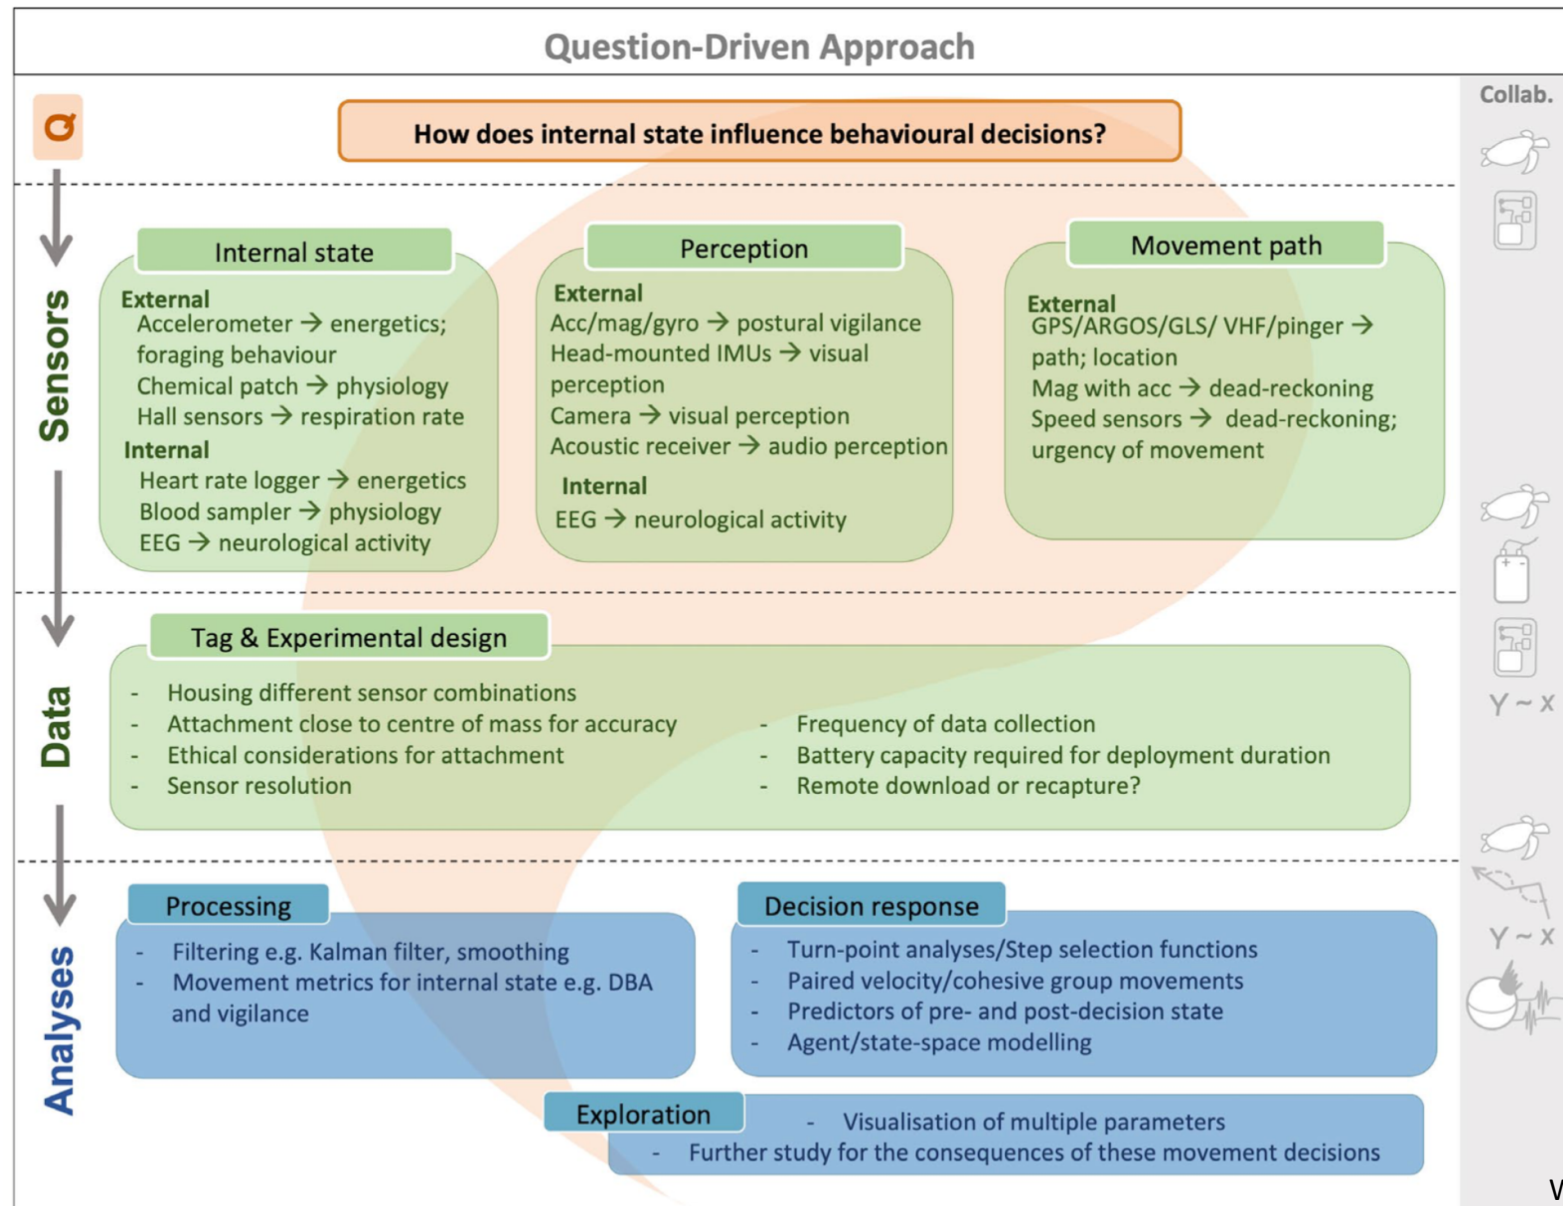 Question-Driven Approach
Collab.
Q
How does internal state influence behavioural decisions?
Sensors
Internal state
External
Accelerometer → energetics;
foraging behaviour
Chemical patch → physiology
Hall sensors → respiration rate
Internal
Heart rate logger → energetics
Blood sampler → physiology
EEG → neurological activity
Perception
External
Acc/mag/gyro → postural vigilance
Head-mounted IMUs → visual
perception
Camera → visual perception
Acoustic receiver → audio perception
Internal
EEG → neurological activity
Movement path
External
GPS/ARGOS/GLS/ VHF/pinger →
path; location
Mag with acc → dead-reckoning
Speed sensors → dead-reckoning;
urgency of movement
+ -
Data
Tag & Experimental design
- Housing different sensor combinations
- Attachment close to centre of mass for accuracy
- Ethical considerations for attachment
- Sensor resolution
- Frequency of data collection
- Battery capacity required for deployment duration
- Remote download or recapture?
Y ~ x
Analyses
Processing
- Filtering e.g. Kalman filter, smoothing
- Movement metrics for internal state e.g. DBA
and vigilance
Decision response
- Turn-point analyses/Step selection functions
- Paired velocity/cohesive group movements
- Predictors of pre- and post-decision state
- Agent/state-space modelling
Y ~ x
Exploration
- Visualisation of multiple parameters
- Further study for the consequences of these movement decisions